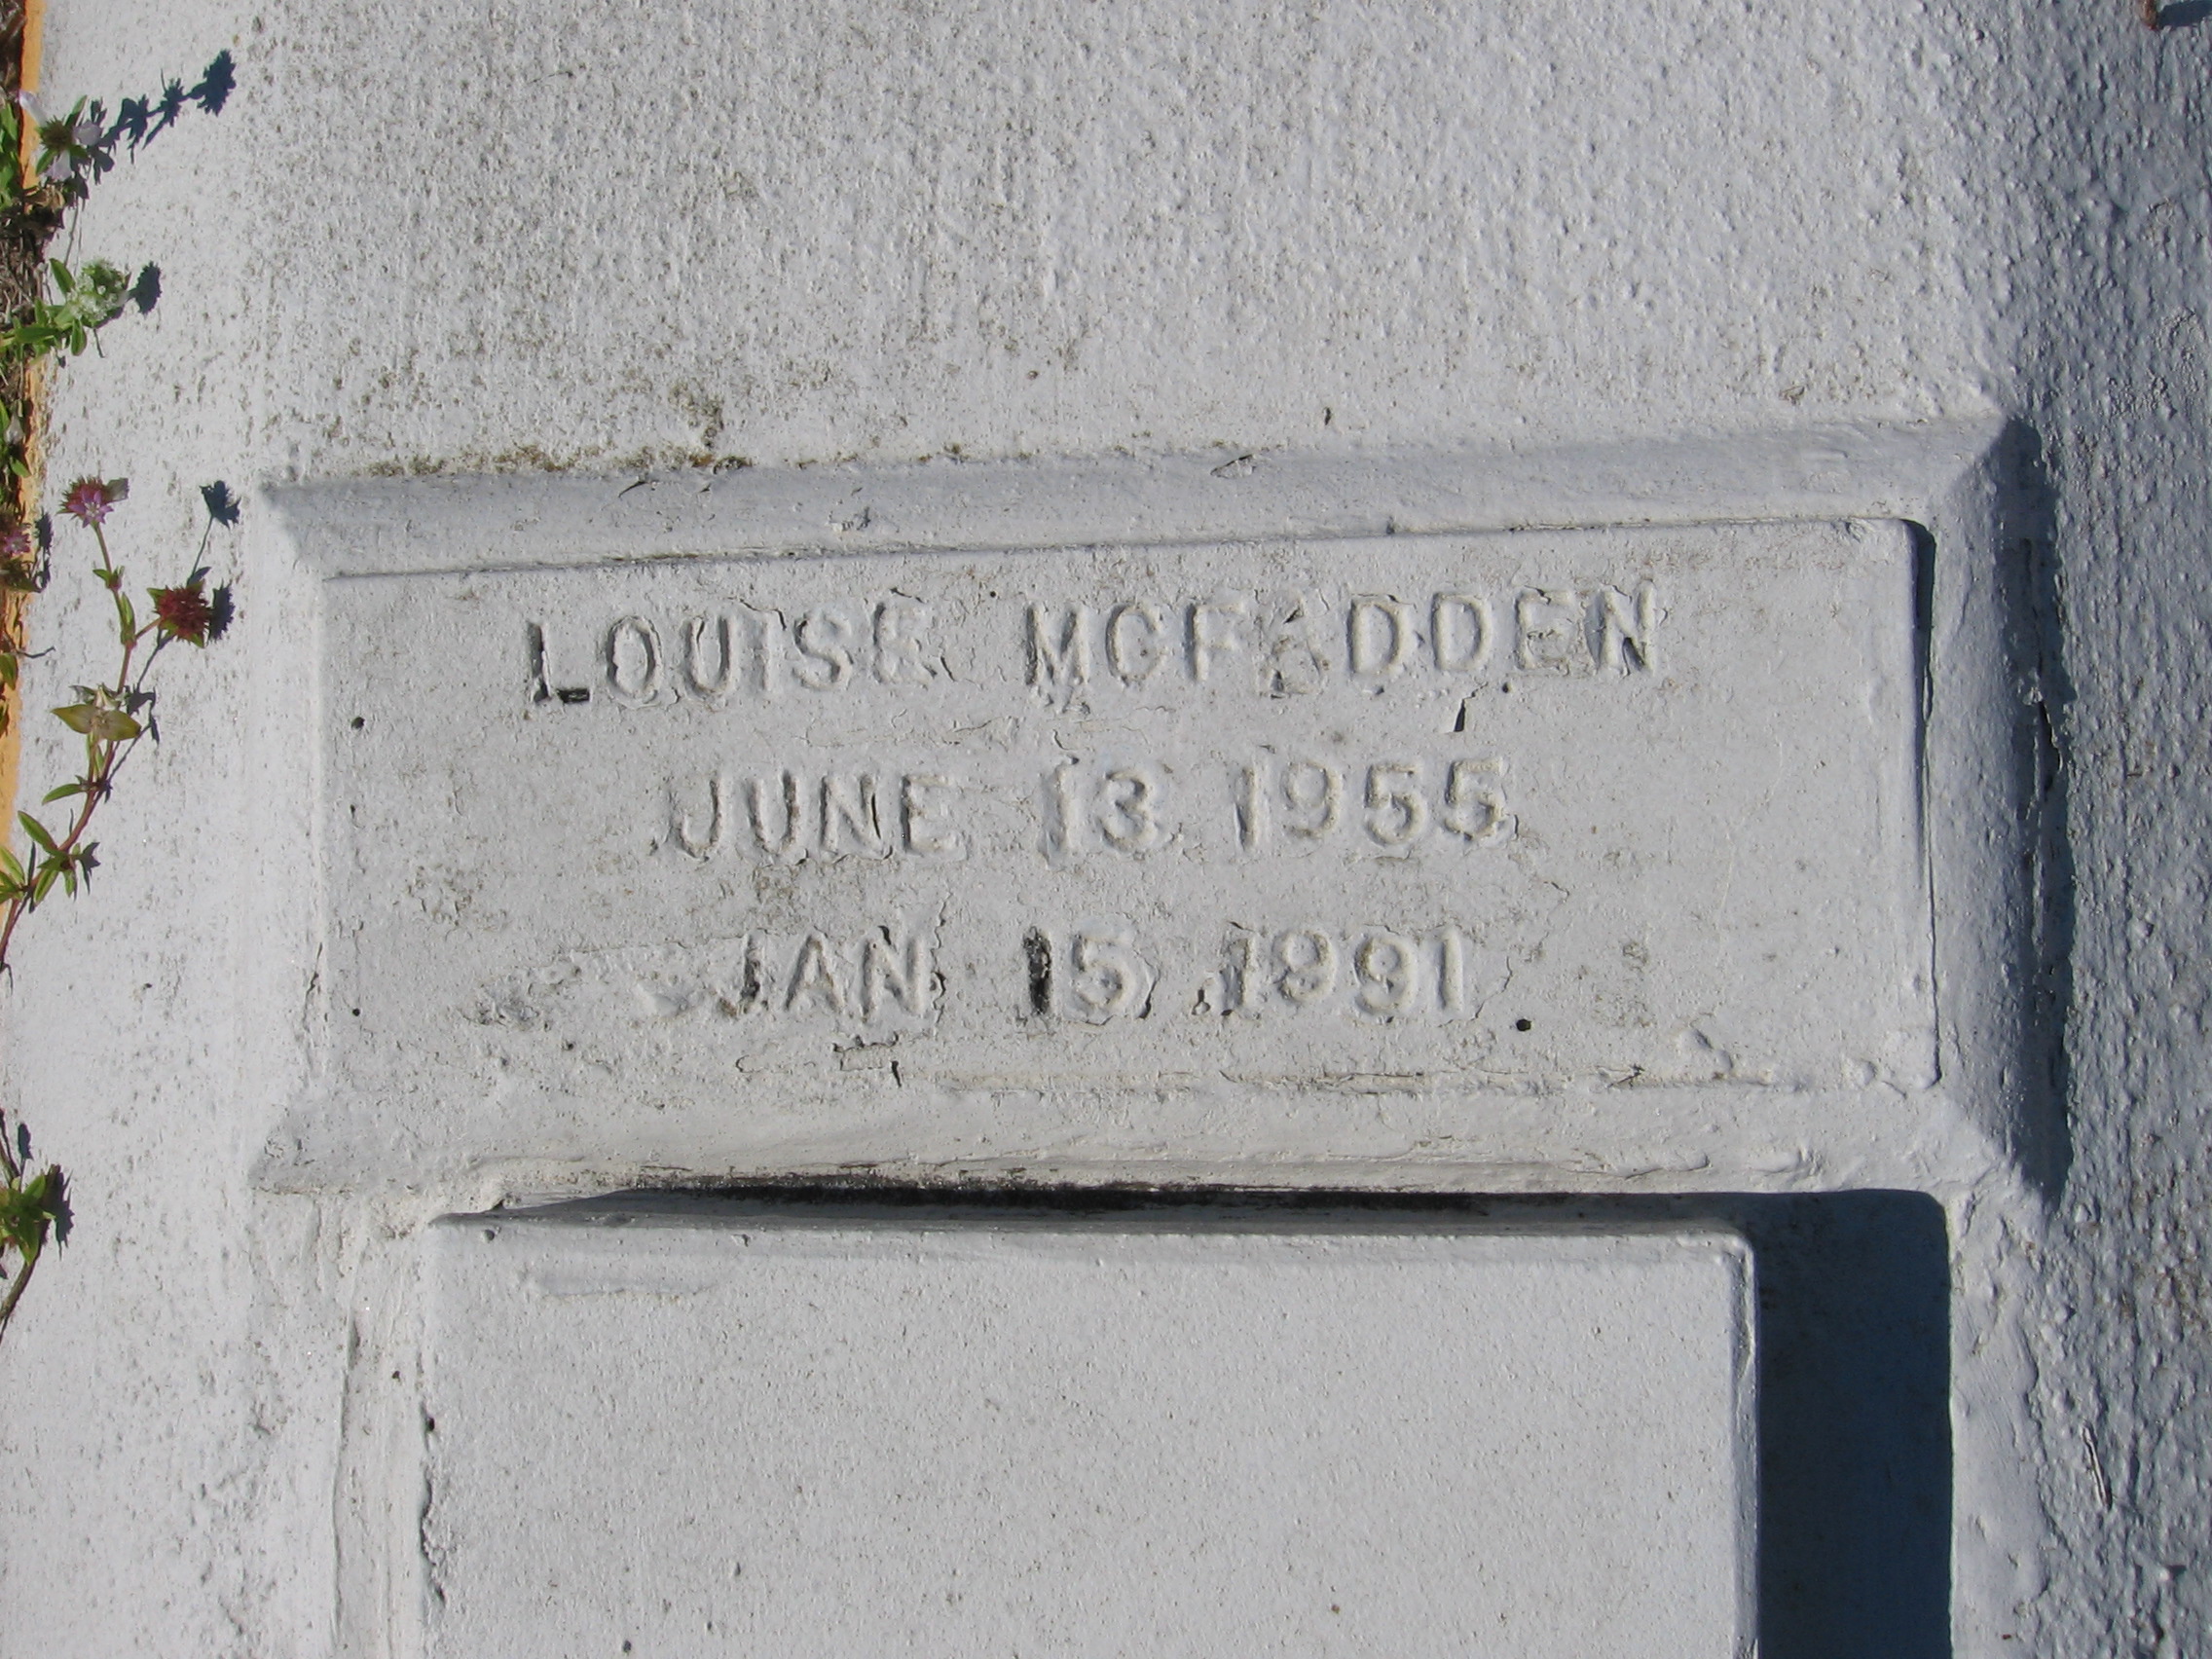 LOUISE MCFADDEN
JUNE 13 1955
JAN 15 1991